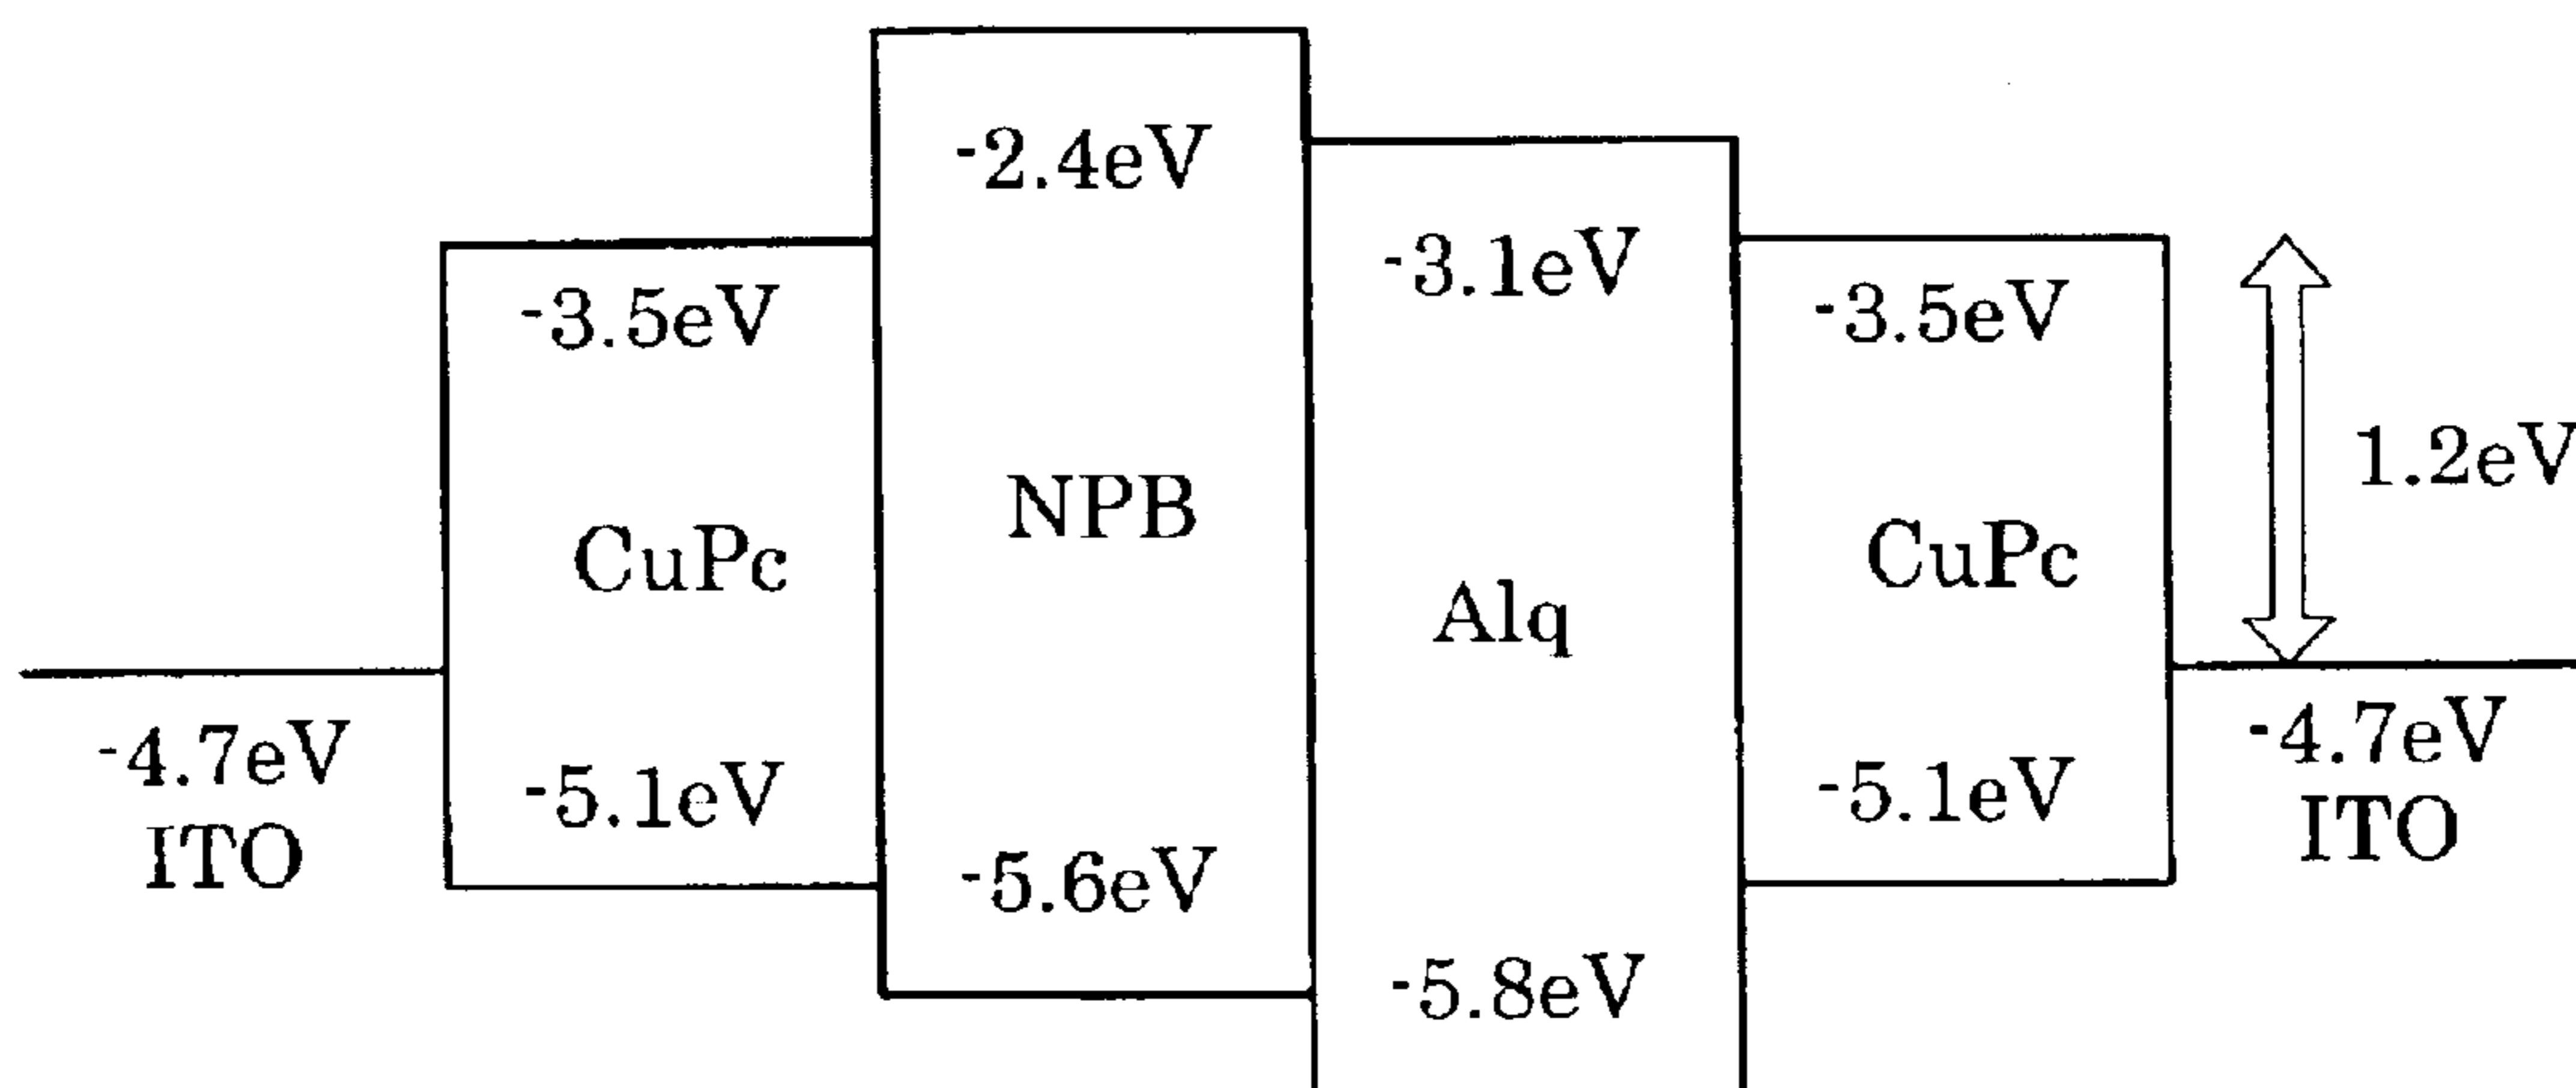 -2.4eV
-3.1eV
-3.5eV
-3.5eV
1.2eV
NPB
CuPc
CuPc
Alq
-4.7eV
ITO
-5.1eV
-5.1eV
-4.7eV
ITO
-5.6eV
-5.8eV